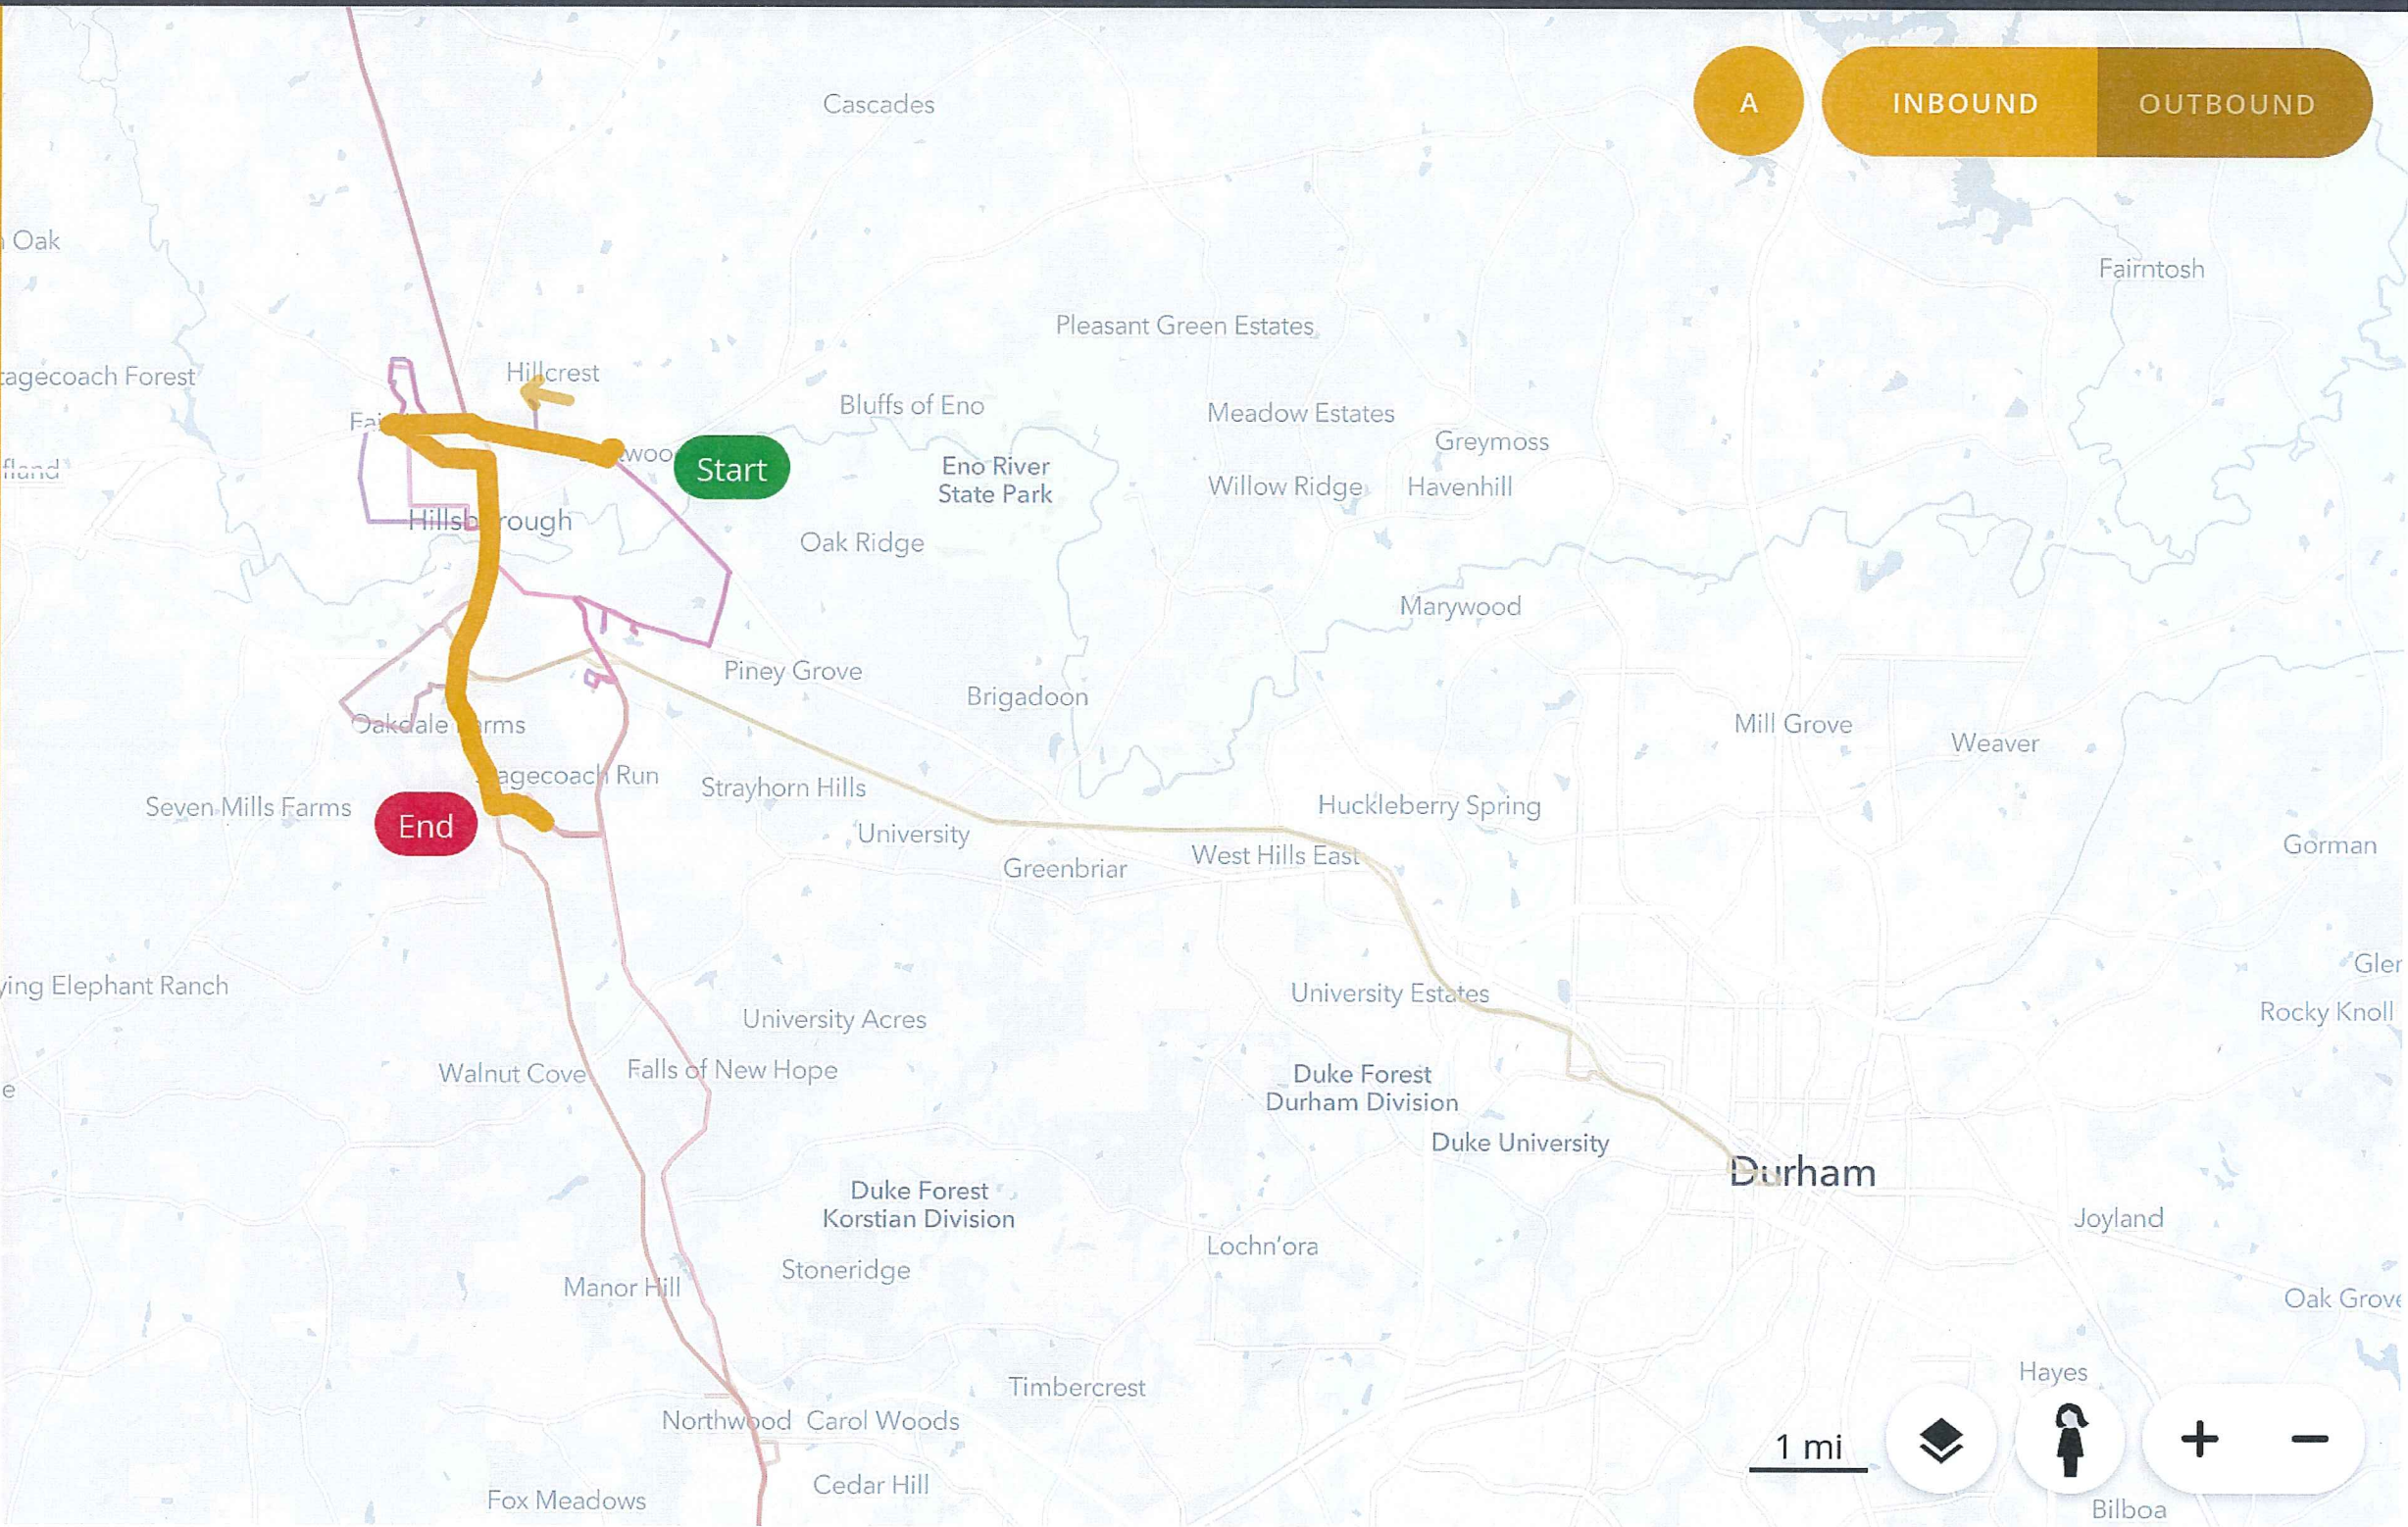 A
INBOUND
OUTBOUND
Cascades
Oak
Fairntosh
Pleasant Green Estates
Hillcrest
tagecoach Forest
Bluffs of Eno
Meadow Estates
Fai
Greymoss
woo
Start
Eno River
State Park
Willow Ridge
Havenhill
fland
Hillsb rough
Oak Ridge
Marywood
Piney Grove
Brigadoon
Oakdale arms
Mill Grove
Weaver
agecoach Run
Strayhorn Hills
Seven Mills Farms
Huckleberry Spring
End
University
Gorman
West Hills East
Greenbriar
Gler
ying Elephant Ranch
University Estates
Rocky Knoll
University Acres
Walnut Cove
Falls of New Hope
e
Duke Forest
Durham Division
Duke University
Durham
Duke Forest
Korstian Division
Joyland
Lochn'ora
Stoneridge
Manor Hill
Oak Grove
Hayes
Timbercrest
Northwood
Carol Woods
1 mi
+
−
Cedar Hill
Fox Meadows
Bilboa